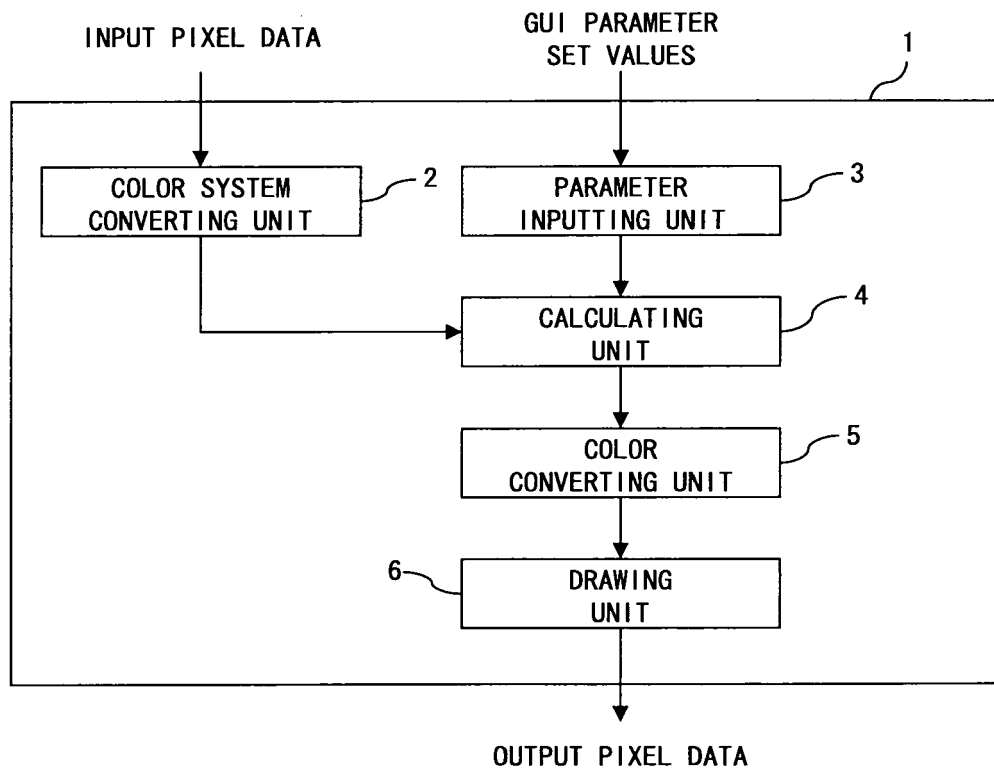 INPUT PIXEL DATA
GUI PARAMETER
SET VALUES
1
COLOR SYSTEM
CONVERTING UNIT
2
PARAMETER
INPUTTING UNIT
3
CALCULATING
UNIT
4
COLOR
CONVERTING UNIT
5
6
DRAWING
UNIT
OUTPUT PIXEL DATA